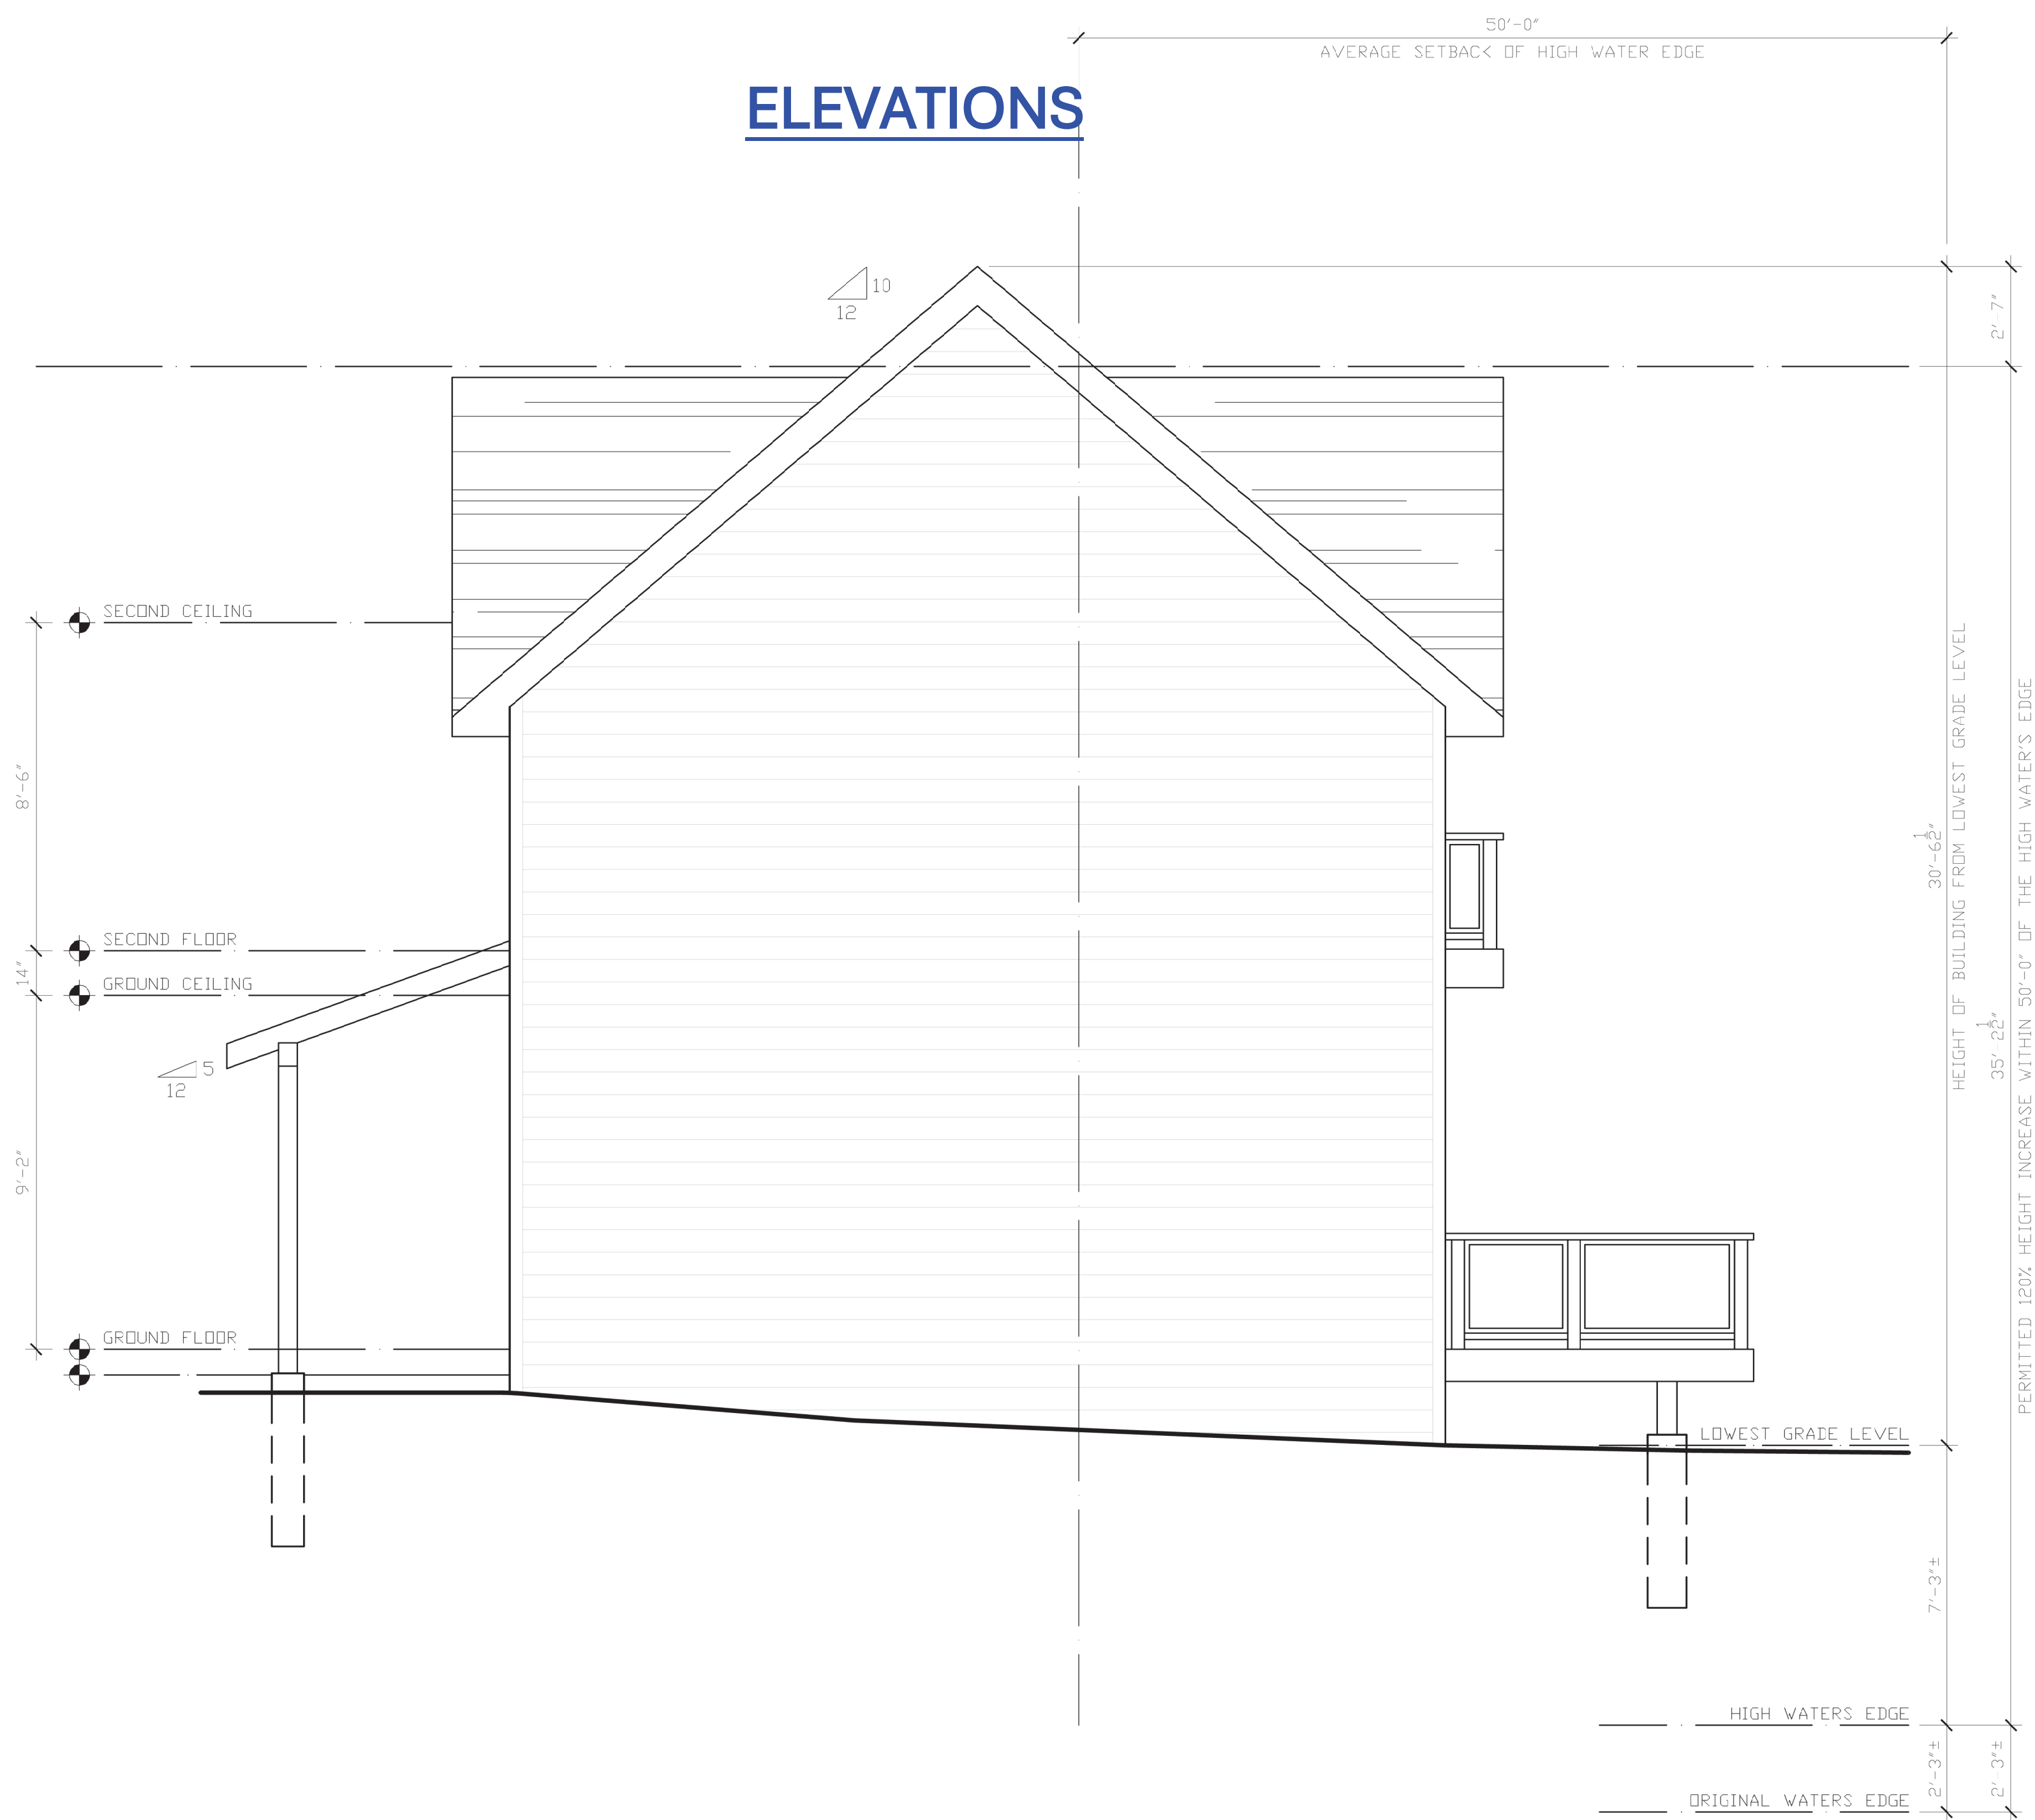 50'-0"
AVERAGE SETBACK OF HIGH WATER EDGE
ELEVATIONS
10
12
2'-7"
SECOND CEILING
8'-6"
HEIGHT OF BUILDING FROM LOWEST GRADE LEVEL
30'-6½"
PERMITTED 120% HEIGHT INCREASE WITHIN 50'-0" OF THE HIGH WATER'S EDGE
35'-2½"
SECOND FLOOR
14"
GROUND CEILING
5
12
9'-2"
GROUND FLOOR
LOWEST GRADE LEVEL
7'-3"±
HIGH WATERS EDGE
2'-3"±
2'-3"±
ORIGINAL WATERS EDGE